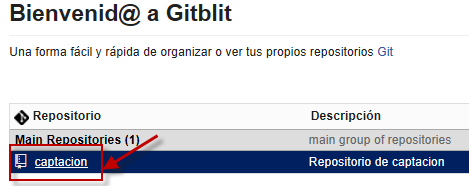 Bienvenid@ a Gitblit
Una forma fácil y rápida de organizar o ver tus propios repositorios Git
Repositorio Descripción
Main Repositories (1) main group of repositories
captacion Repositorio de captacion